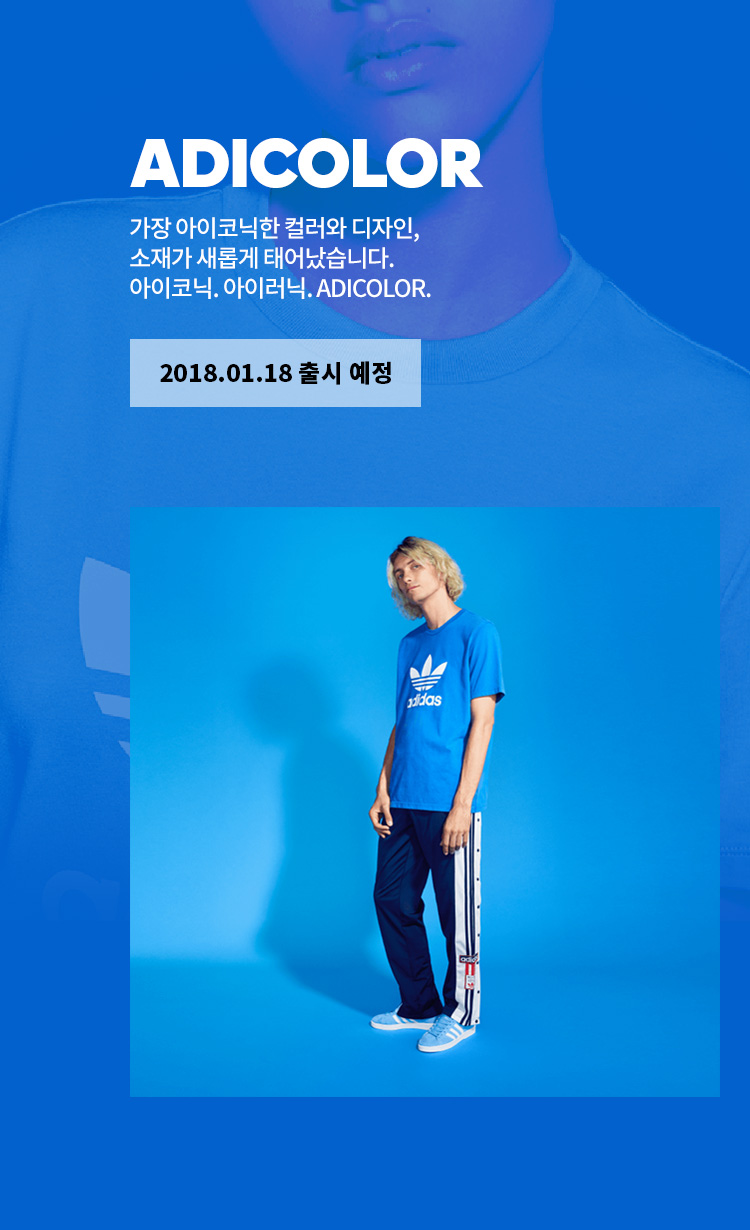 ADICOLOR
가장 아이코닉한 컬러와 디자인,
소재가 새롭게 태어났습니다.
아이코닉. 아이러닉. ADICOLOR.
2018.01.18 출시 예정
adidas